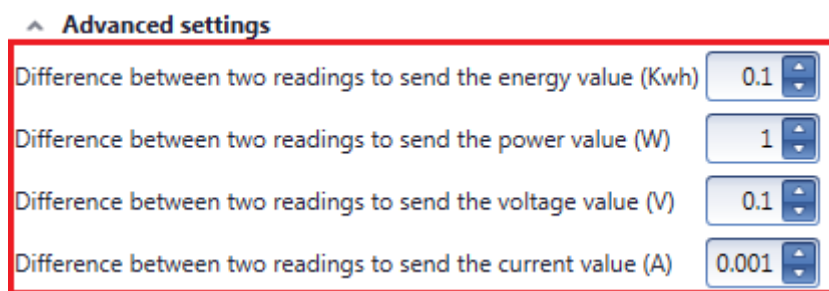 Advanced settings
Difference between two readings to send the energy value (Kwh) 0.1
Difference between two readings to send the power value (W) 1
Difference between two readings to send the voltage value (V) 0.1
Difference between two readings to send the current value (A) 0.001